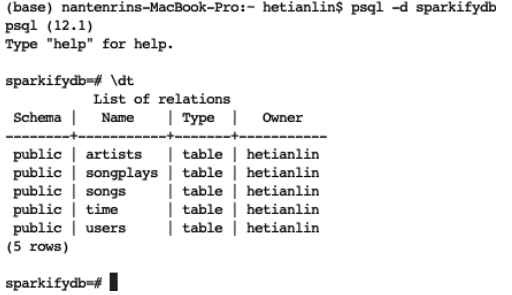 (base) nantenrins-MacBook-Pro:~ hetianlin$ psql -d sparkifydb
psql (12.1)
Type "help" for help.

sparkifydb=# \dt
           List of relations
 Schema |   Name    | Type  |   Owner
--------+-----------+-------+-----------
 public | artists   | table | hetianlin
 public | songplays | table | hetianlin
 public | songs     | table | hetianlin
 public | time      | table | hetianlin
 public | users     | table | hetianlin
(5 rows)

sparkifydb=#